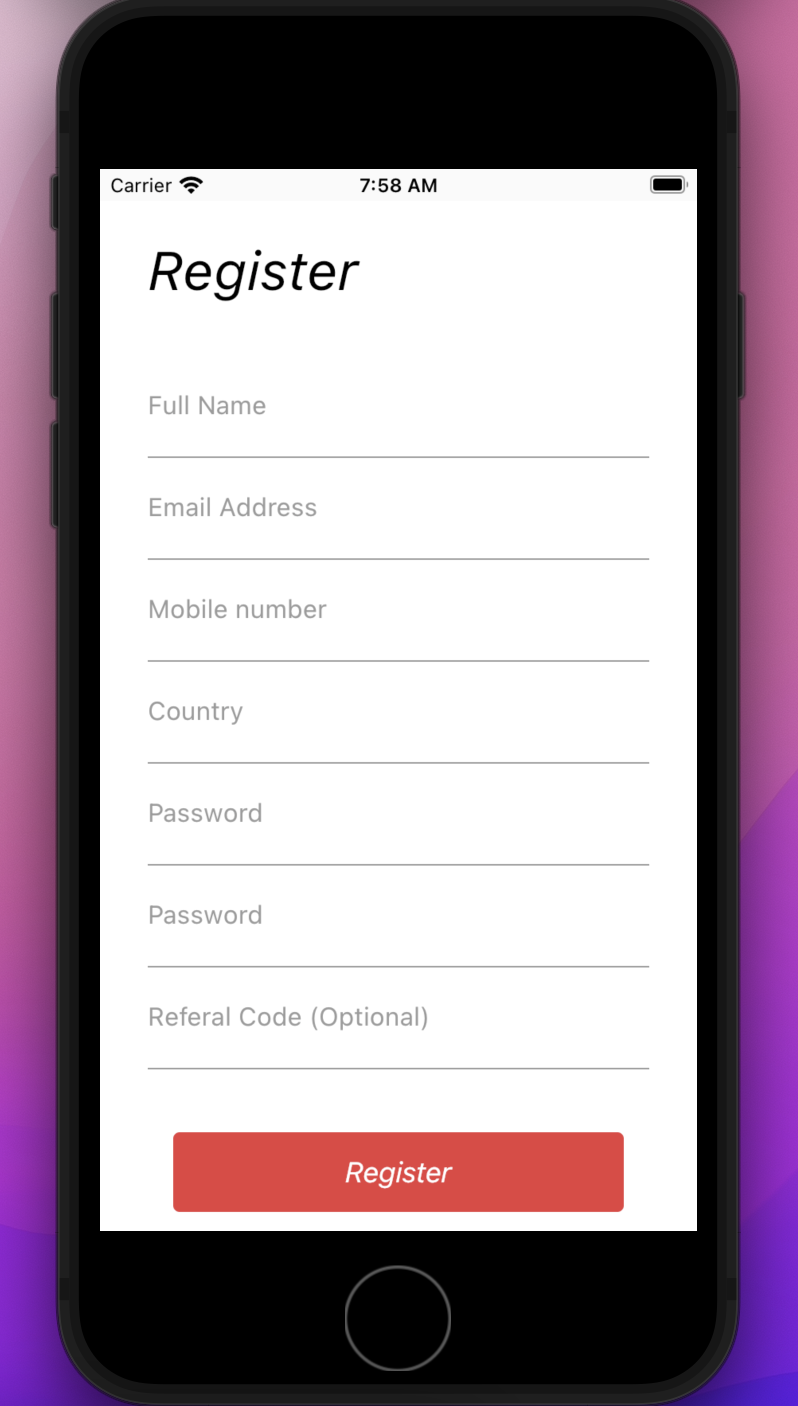 Carrier 7:58 AM
Register
Full Name
Email Address
Mobile number
Country
Password
Password
Referal Code (Optional)
Register